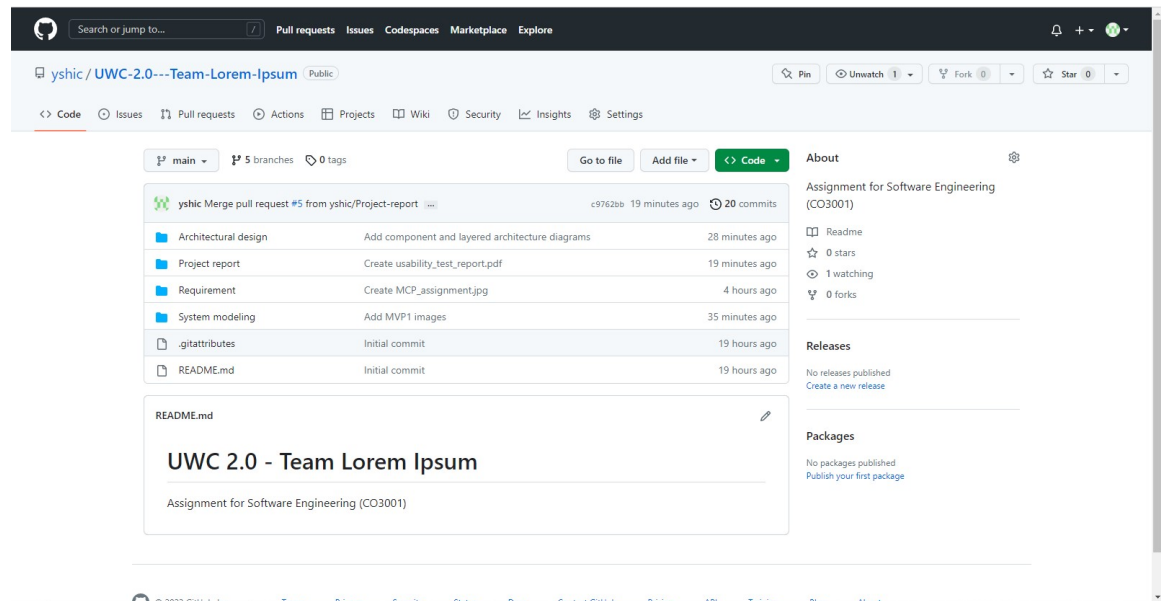 Search or jump to... / Pull requests Issues Codespaces Marketplace Explore
yshic / UWC-2.0---Team-Lorem-Ipsum Public Pin Unwatch 1 Fork 0 Star 0
Code Issues Pull requests Actions Projects Wiki Security Insights Settings
main 5 branches 0 tags Go to file Add file Code
yshic Merge pull request #5 from yshic/Project-report ... c9762bb 19 minutes ago 20 commits
Architectural design Add component and layered architecture diagrams 28 minutes ago
Project report Create usability_test_report.pdf 19 minutes ago
Requirement Create MCP_assignment.jpg 4 hours ago
System modeling Add MVP1 images 35 minutes ago
.gitattributes Initial commit 19 hours ago
README.md Initial commit 19 hours ago
README.md
UWC 2.0 - Team Lorem Ipsum
Assignment for Software Engineering (CO3001)
About
Assignment for Software Engineering
(CO3001)
Readme
0 stars
1 watching
0 forks
Releases
No releases published
Create a new release
Packages
No packages published
Publish your first package